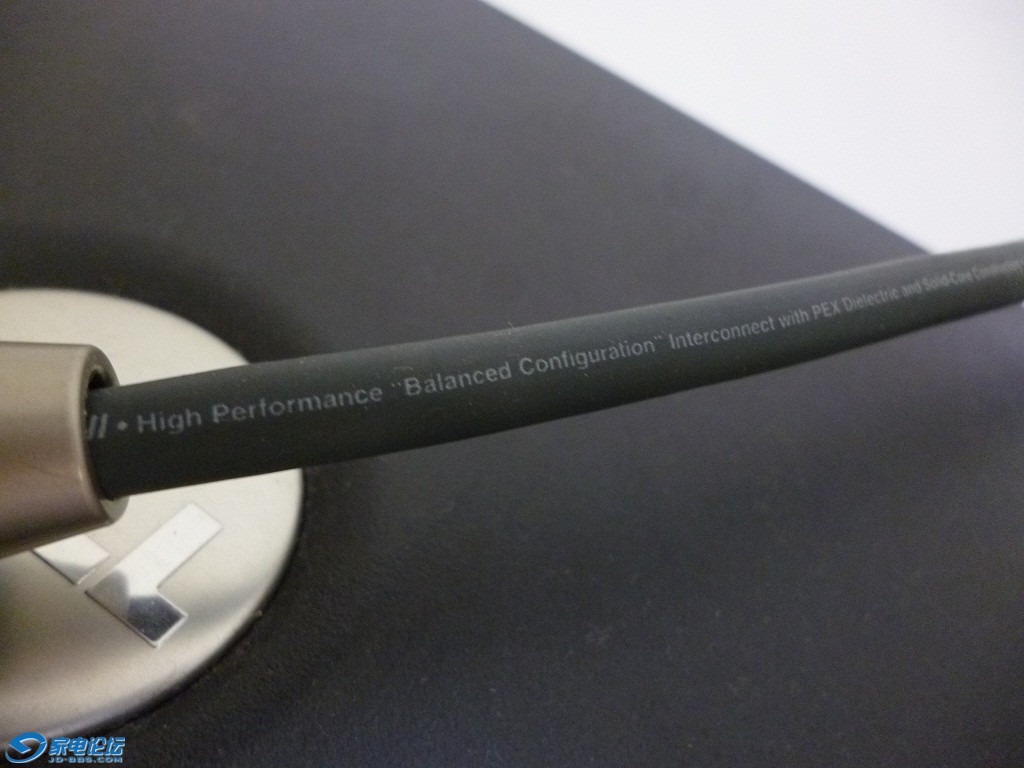 • High Performance "Balanced Configuration" Interconnect with PEX Dielectric and Solid-Core
家电论坛
JD-BBS.COM